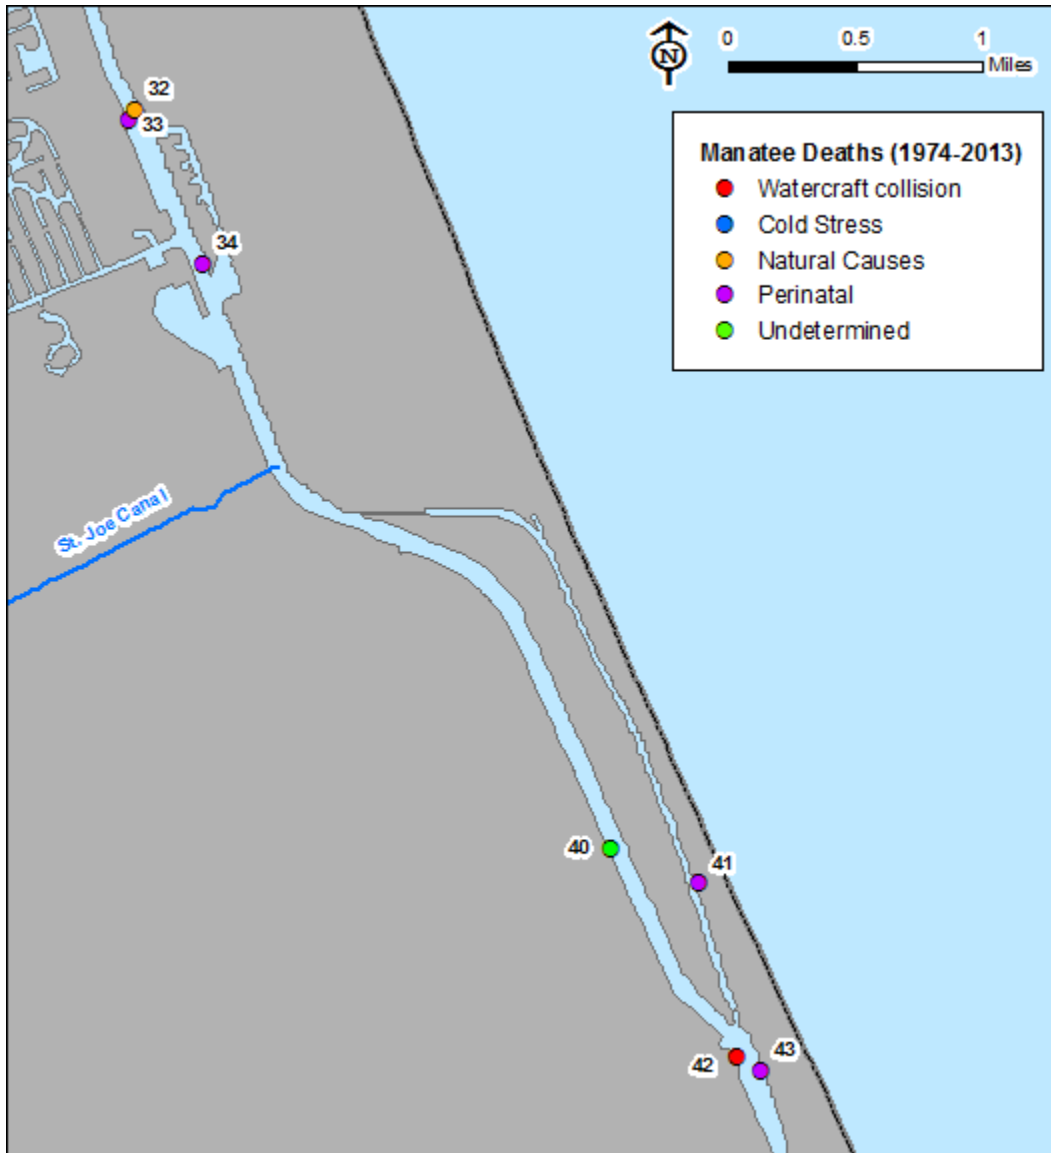 N
0 0.5 1
Miles
32
33
34
Manatee Deaths (1974-2013)
Watercraft collision
Cold Stress
Natural Causes
Perinatal
Undetermined
St. Joe Canal
40
41
42
43